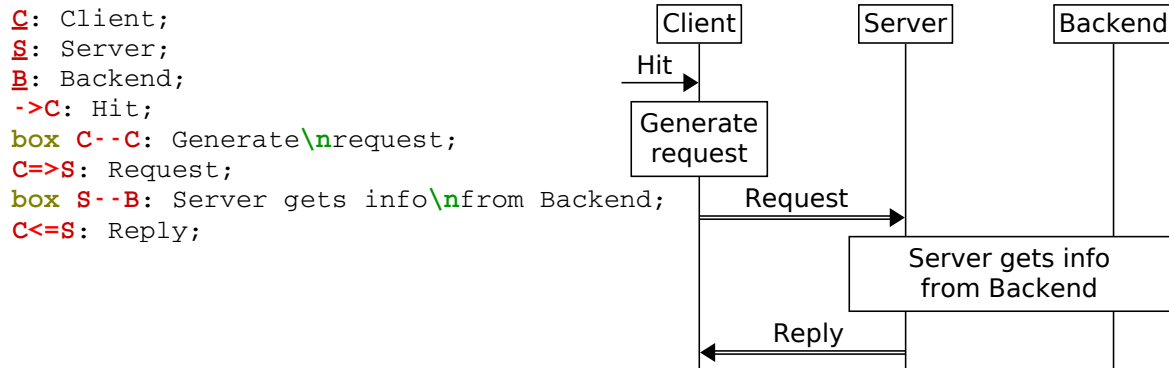 C: Client;
S: Server;
B: Backend;
->C: Hit;
box C--C: Generate\nrequest;
C=>S: Request;
box S--B: Server gets info\nfrom Backend;
C<=S: Reply;
Client
Server
Backend
Hit
Generate
request
Request
Server gets info
from Backend
Reply